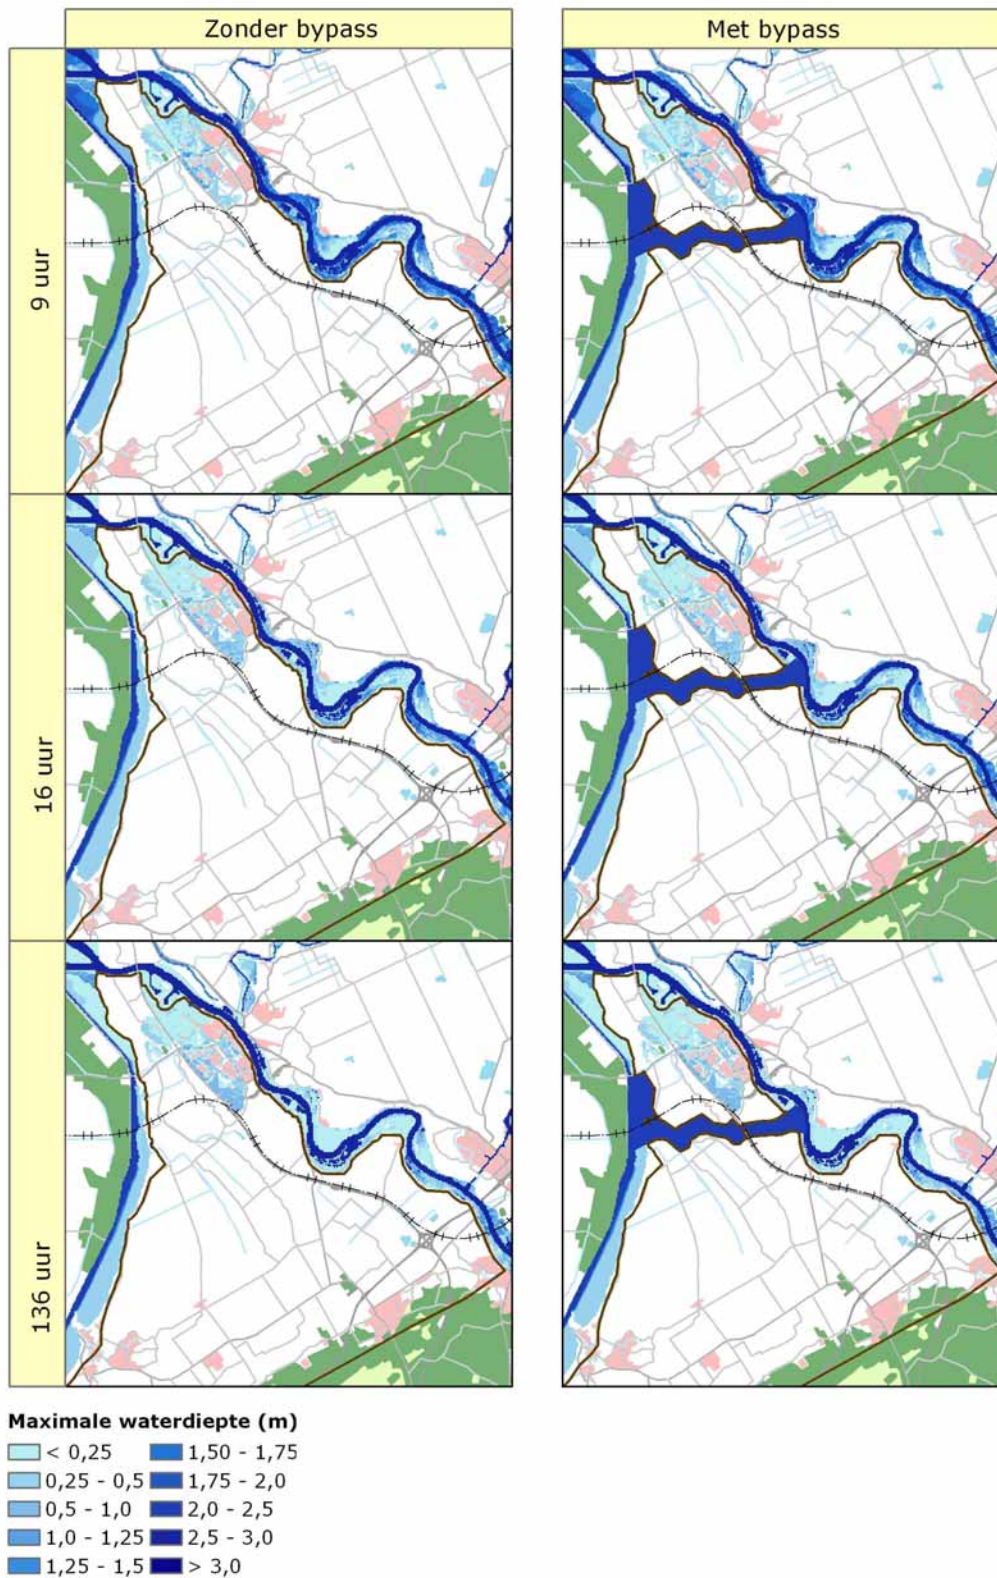 Zonder bypass
Met bypass
9 uur
16 uur
136 uur
Maximale waterdiepte (m)
< 0,25
0,25 - 0,5
0,5 - 1,0
1,0 - 1,25
1,25 - 1,5
1,50 - 1,75
1,75 - 2,0
2,0 - 2,5
2,5 - 3,0
> 3,0